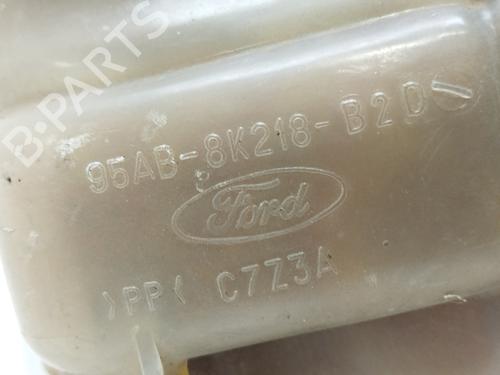 B-PARTS
95AB-8K218-B2D
Ford
>PP< C7Z3A